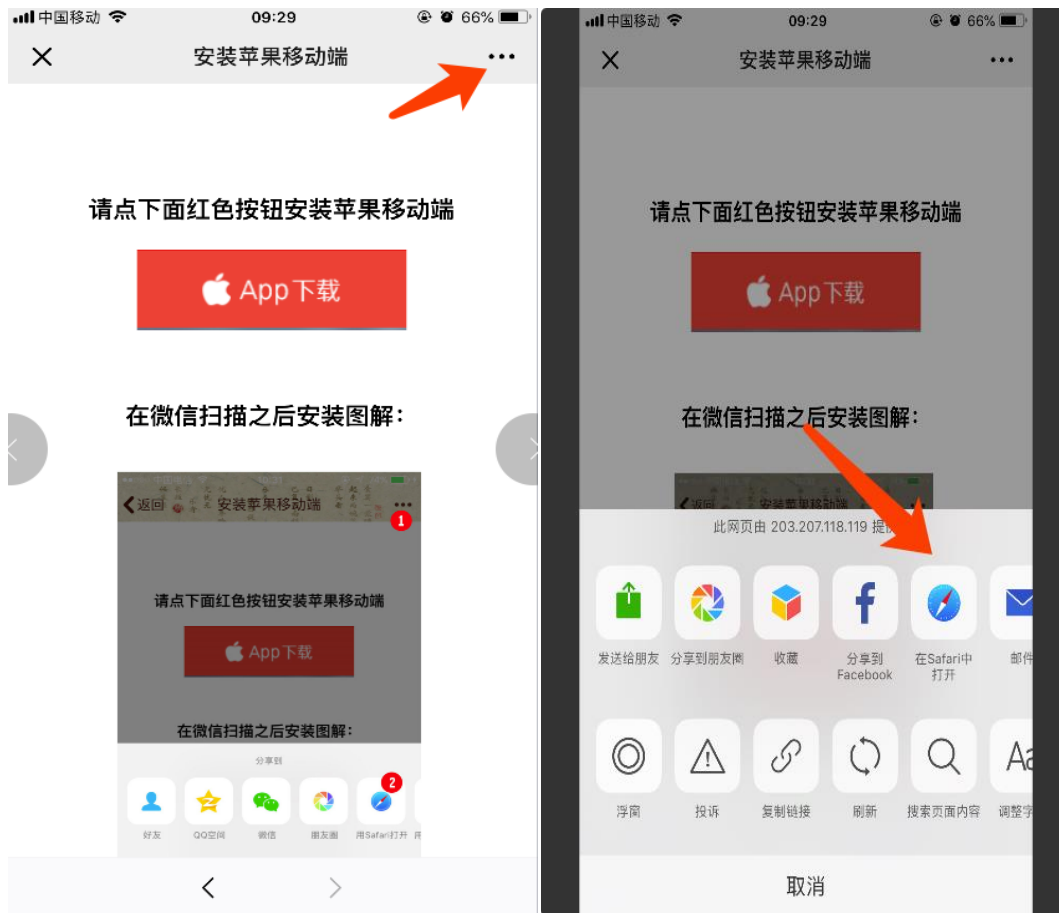 中国移动 09:29 66%
安装苹果移动端
请点下面红色按钮安装苹果移动端
App下载
在微信扫描之后安装图解：
返回 安装苹果移动端
1
请点下面红色按钮安装苹果移动端
App下载
在微信扫描之后安装图解：
分享到
2
好友 QQ空间 微信 朋友圈 用Safari打开 用
中国移动 09:29 66%
安装苹果移动端
请点下面红色按钮安装苹果移动端
App下载
在微信扫描之后安装图解：
返回 安装苹果移动端
此网页由 203.207.118.119 提供
发送给朋友 分享到朋友圈 收藏 分享到 在Safari中 邮件
Facebook 打开
浮窗 投诉 复制链接 刷新 搜索页面内容 调整字
取消